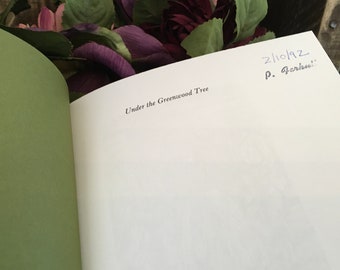 Under the Greenwood Tree
2/10/92
P.